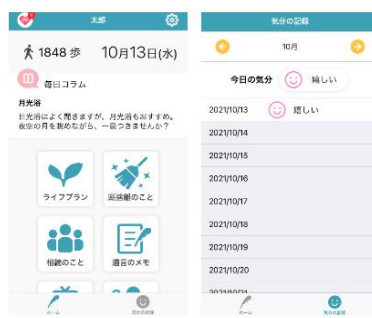 太郎
1848 歩 10月13日(水)
毎日コラム
月光浴
日光浴はよく聞きますが、月光浴もおすすめ。
夜空の月を眺めながら、一息つきませんか？
ライフプラン 断捨離のこと
相続のこと 遺言のメモ
ホーム 気分の記録
気分の記録
10月
今日の気分 嬉しい
2021/10/13 嬉しい
2021/10/14
2021/10/15
2021/10/16
2021/10/17
2021/10/18
2021/10/19
2021/10/20
2021/10/21
ホーム 気分の記録